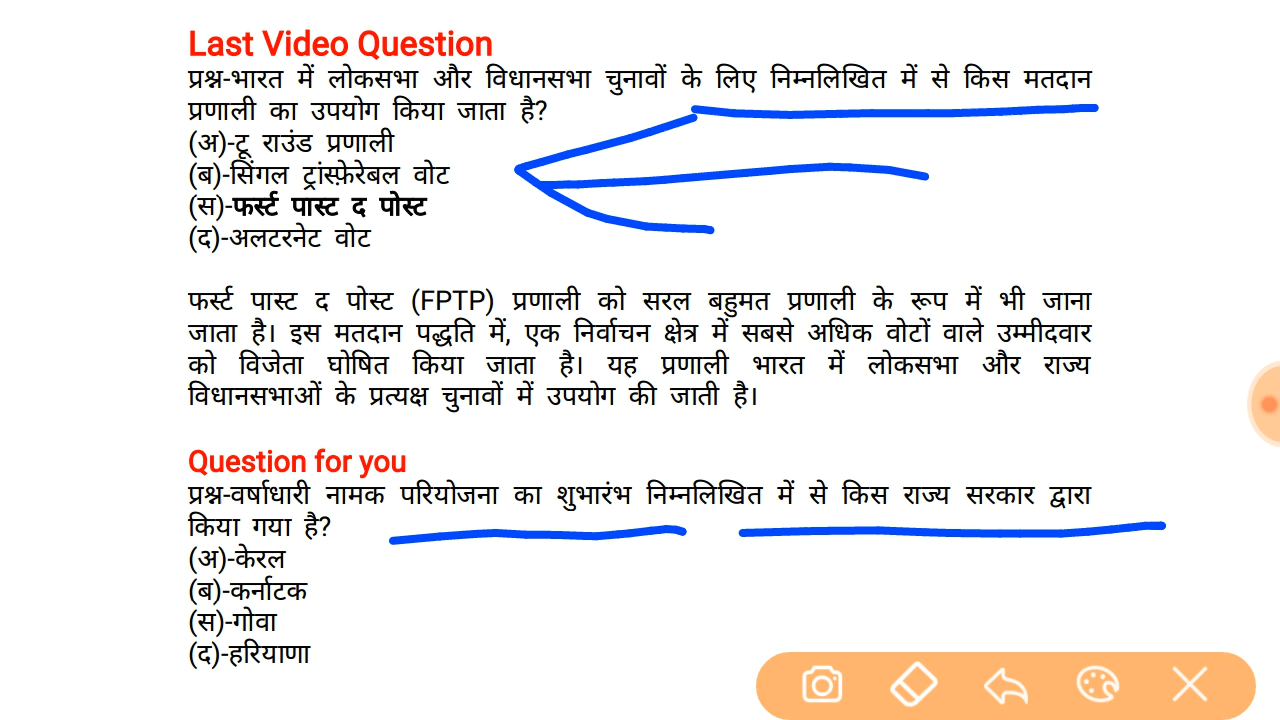 Last Video Question
प्रश्न-भारत में लोकसभा और विधानसभा चुनावों के लिए निम्नलिखित में से किस मतदान
प्रणाली का उपयोग किया जाता है?
(अ)-टू राउंड प्रणाली
(ब)-सिंगल ट्रांस्फ़ेरेबल वोट
(स)-फर्स्ट पास्ट द पोस्ट
(द)-अलटरनेट वोट
फर्स्ट पास्ट द पोस्ट (FPTP) प्रणाली को सरल बहुमत प्रणाली के रूप में भी जाना
जाता है। इस मतदान पद्धति में, एक निर्वाचन क्षेत्र में सबसे अधिक वोटों वाले उम्मीदवार
को विजेता घोषित किया जाता है। यह प्रणाली भारत में लोकसभा और राज्य
विधानसभाओं के प्रत्यक्ष चुनावों में उपयोग की जाती है।
Question for you
प्रश्न-वर्षाधारी नामक परियोजना का शुभारंभ निम्नलिखित में से किस राज्य सरकार द्वारा
किया गया है?
(अ)-केरल
(ब)-कर्नाटक
(स)-गोवा
(द)-हरियाणा